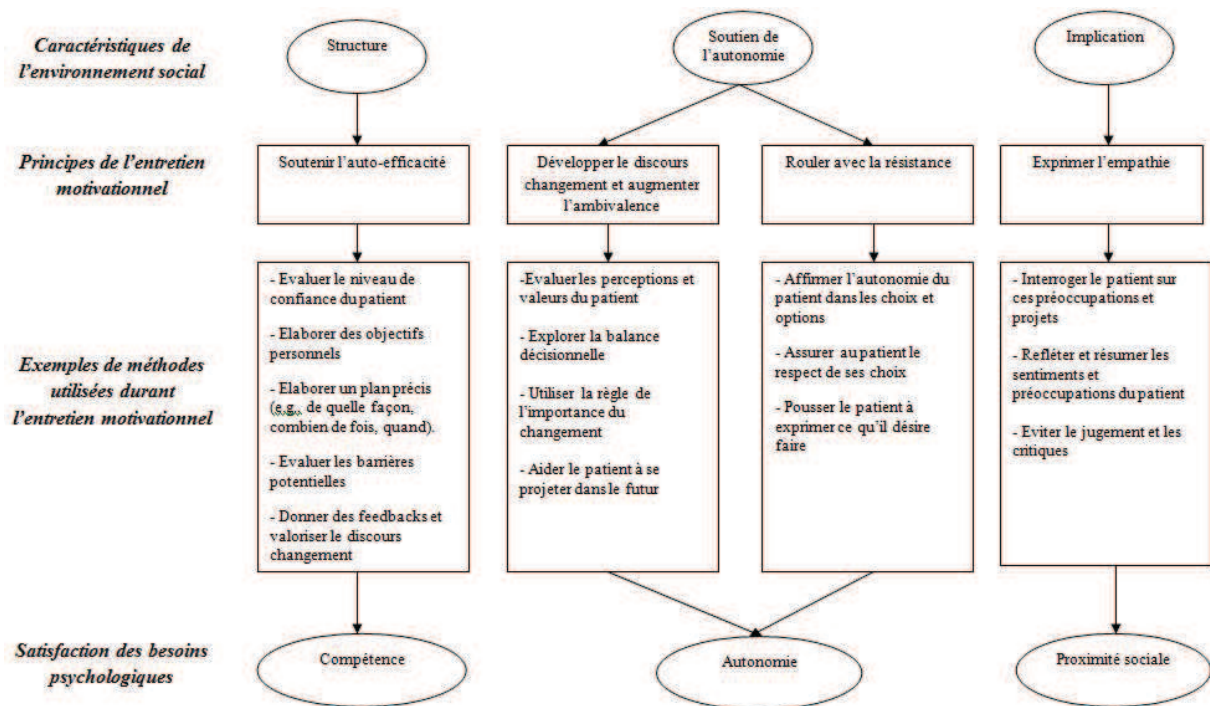 Caractéristiques de
l'environnement social
Structure
Soutien de
l'autonomie
Implication
Principes de l'entretien
motivationnel
Soutenir l'auto-efficacité
Développer le discours
changement et augmenter
l'ambivalence
Rouler avec la résistance
Exprimer l'empathie
Exemples de méthodes
utilisées durant
l'entretien motivationnel
- Evaluer le niveau de
confiance du patient
- Elaborer des objectifs
personnels
- Elaborer un plan précis
(e.g., de quelle façon,
combien de fois, quand).
- Evaluer les barrières
potentielles
- Donner des feedbacks et
valoriser le discours
changement
-Evaluer les perceptions et
valeurs du patient
- Explorer la balance
décisionnelle
- Utiliser la règle de
l'importance du
changement
- Aider le patient à se
projeter dans le futur
- Affirmer l'autonomie du
patient dans les choix et
options
- Assurer au patient le
respect de ses choix
- Pousser le patient à
exprimer ce qu'il désire
faire
- Interroger le patient sur
ces préoccupations et
projets
- Refléter et résumer les
sentiments et
préoccupations du patient
- Eviter le jugement et les
critiques
Satisfaction des besoins
psychologiques
Compétence
Autonomie
Proximité sociale